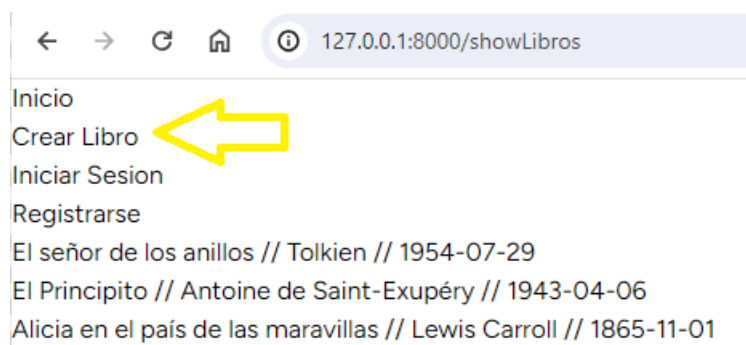 127.0.0.1:8000/showLibros
Inicio
Crear Libro
Iniciar Sesion
Registrarse
El señor de los anillos // Tolkien // 1954-07-29
El Principito // Antoine de Saint-Exupéry // 1943-04-06
Alicia en el país de las maravillas // Lewis Carroll // 1865-11-01